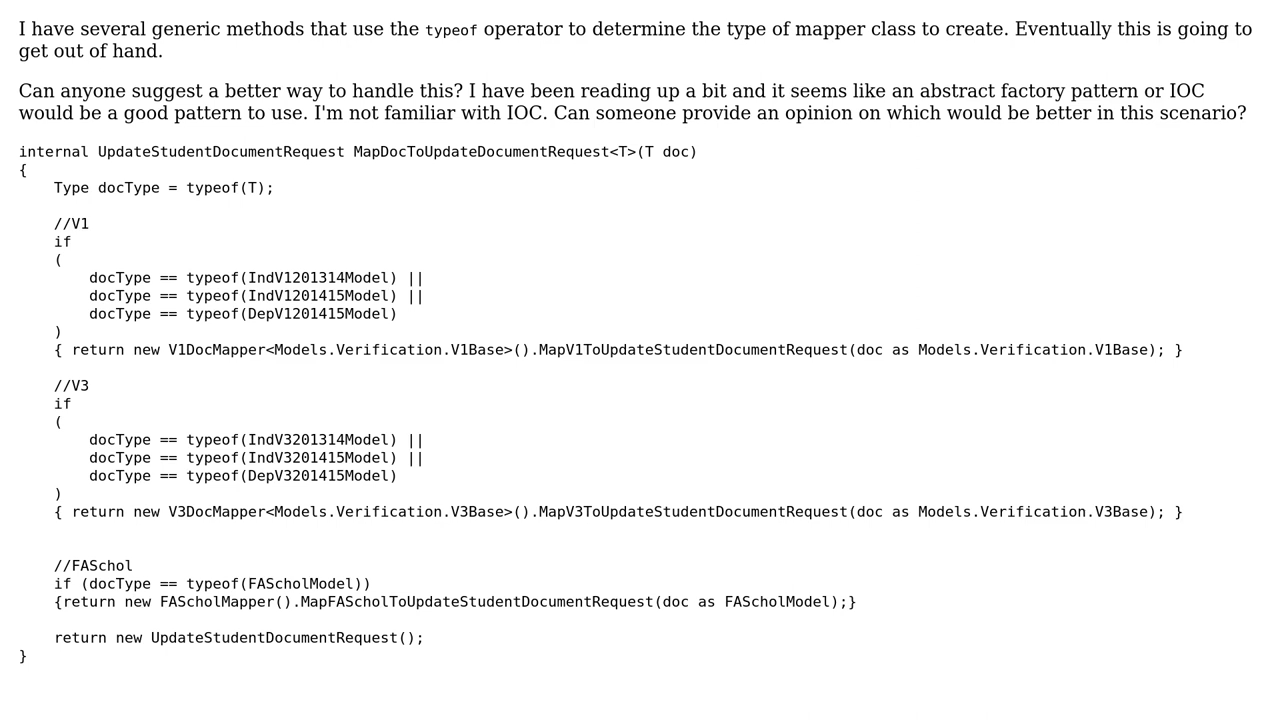 I have several generic methods that use the typeof operator to determine the type of mapper class to create. Eventually this is going to
get out of hand.
Can anyone suggest a better way to handle this? I have been reading up a bit and it seems like an abstract factory pattern or IOC
would be a good pattern to use. I'm not familiar with IOC. Can someone provide an opinion on which would be better in this scenario?
internal UpdateStudentDocumentRequest MapDocToUpdateDocumentRequest<T>(T doc)
{
    Type docType = typeof(T);
    //V1
    if
    (
        docType == typeof(IndV1201314Model) ||
        docType == typeof(IndV1201415Model) ||
        docType == typeof(DepV1201415Model)
    )
    { return new V1DocMapper<Models.Verification.V1Base>().MapV1ToUpdateStudentDocumentRequest(doc as Models.Verification.V1Base); }
    //V3
    if
    (
        docType == typeof(IndV3201314Model) ||
        docType == typeof(IndV3201415Model) ||
        docType == typeof(DepV3201415Model)
    )
    { return new V3DocMapper<Models.Verification.V3Base>().MapV3ToUpdateStudentDocumentRequest(doc as Models.Verification.V3Base); }
    //FASchol
    if (docType == typeof(FAScholModel))
    {return new FAScholMapper().MapFAScholToUpdateStudentDocumentRequest(doc as FAScholModel);}
    return new UpdateStudentDocumentRequest();
}